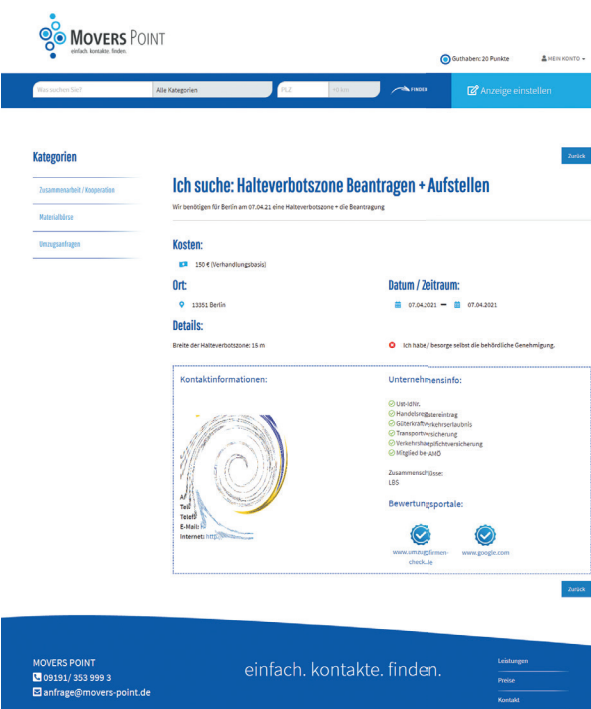 MOVERS POINT
einfach. kontakte. finden.
Guthaben: 20 Punkte
MEIN KONTO
Was suchen Sie?
Alle Kategorien
PLZ
+0 km
FINDEN
Anzeige einstellen
Kategorien
Zurück
Zusammenarbeit / Kooperation
Materialbörse
Umzugsanfragen
Ich suche: Halteverbotszone Beantragen + Aufstellen
Wir benötigen für Berlin am 07.04.21 eine Halteverbotszone + die Beantragung
Kosten:
150 € (Verhandlungsbasis)
Ort:
Datum / Zeitraum:
13351 Berlin
07.04.2021 — 07.04.2021
Details:
Breite der Halteverbotszone: 15 m
Ich habe/ besorge selbst die behördliche Genehmigung.
Kontaktinformationen:
E-Mail:
Internet: http
Unternehmensinfo:
Ust-IdNr.
Handelsregistereintrag
Güterkraftverkehrserlaubnis
Transportversicherung
Verkehrshaftpflichtversicherung
Mitglied bei AMÖ
Zusammenschlüsse:
LBS
Bewertungsportale:
www.umzugsfirmen-
check.de
www.google.com
Zurück
MOVERS POINT
09191/ 353 999 3
anfrage@movers-point.de
einfach. kontakte. finden.
Leistungen
Preise
Kontakt